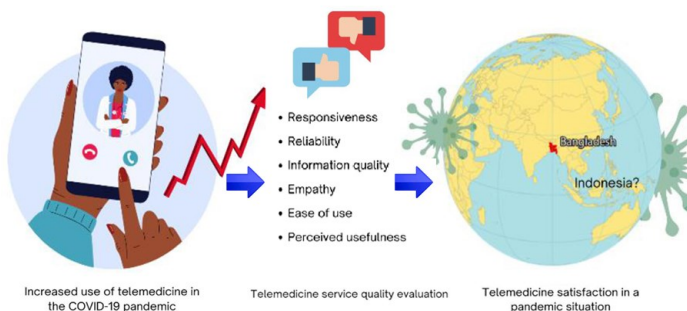 • Responsiveness
• Reliability
• Information quality
• Empathy
• Ease of use
• Perceived usefulness
Bangladesh
Indonesia?
Increased use of telemedicine in
the COVID-19 pandemic
Telemedicine service quality evaluation
Telemedicine satisfaction in a
pandemic situation